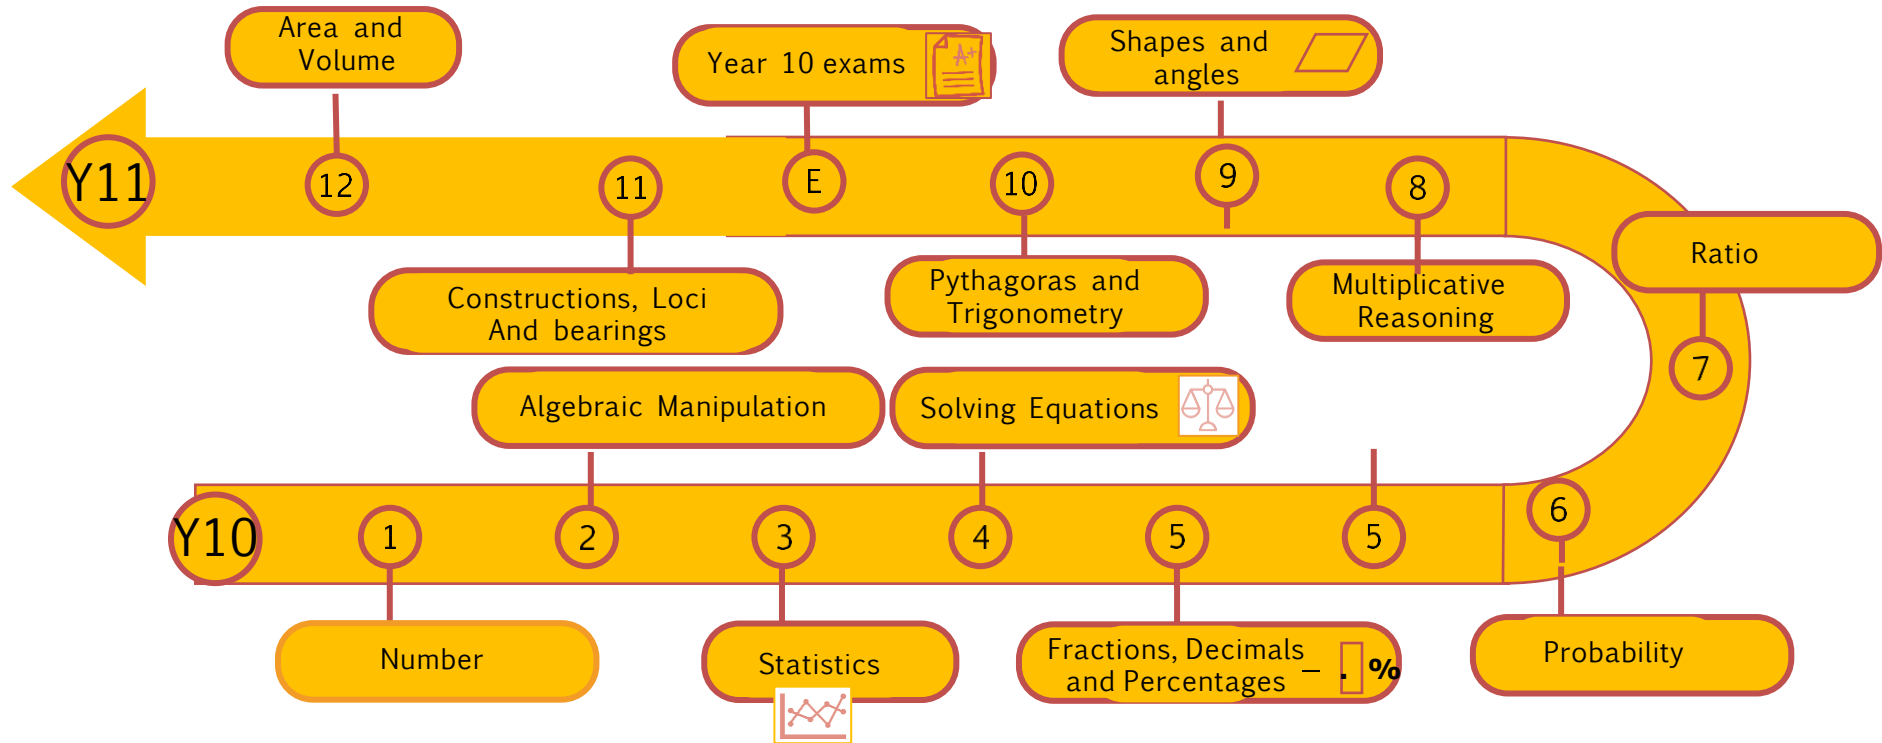 Area and
Volume
Year 10 exams
A+
Shapes and
angles
Y11
12
11
E
10
9
8
Ratio
Constructions, Loci
And bearings
Pythagoras and
Trigonometry
Multiplicative
Reasoning
7
Algebraic Manipulation
Solving Equations
Y10
1
2
3
4
5
5
6
Number
Statistics
Fractions, Decimals
and Percentages
– . %
Probability